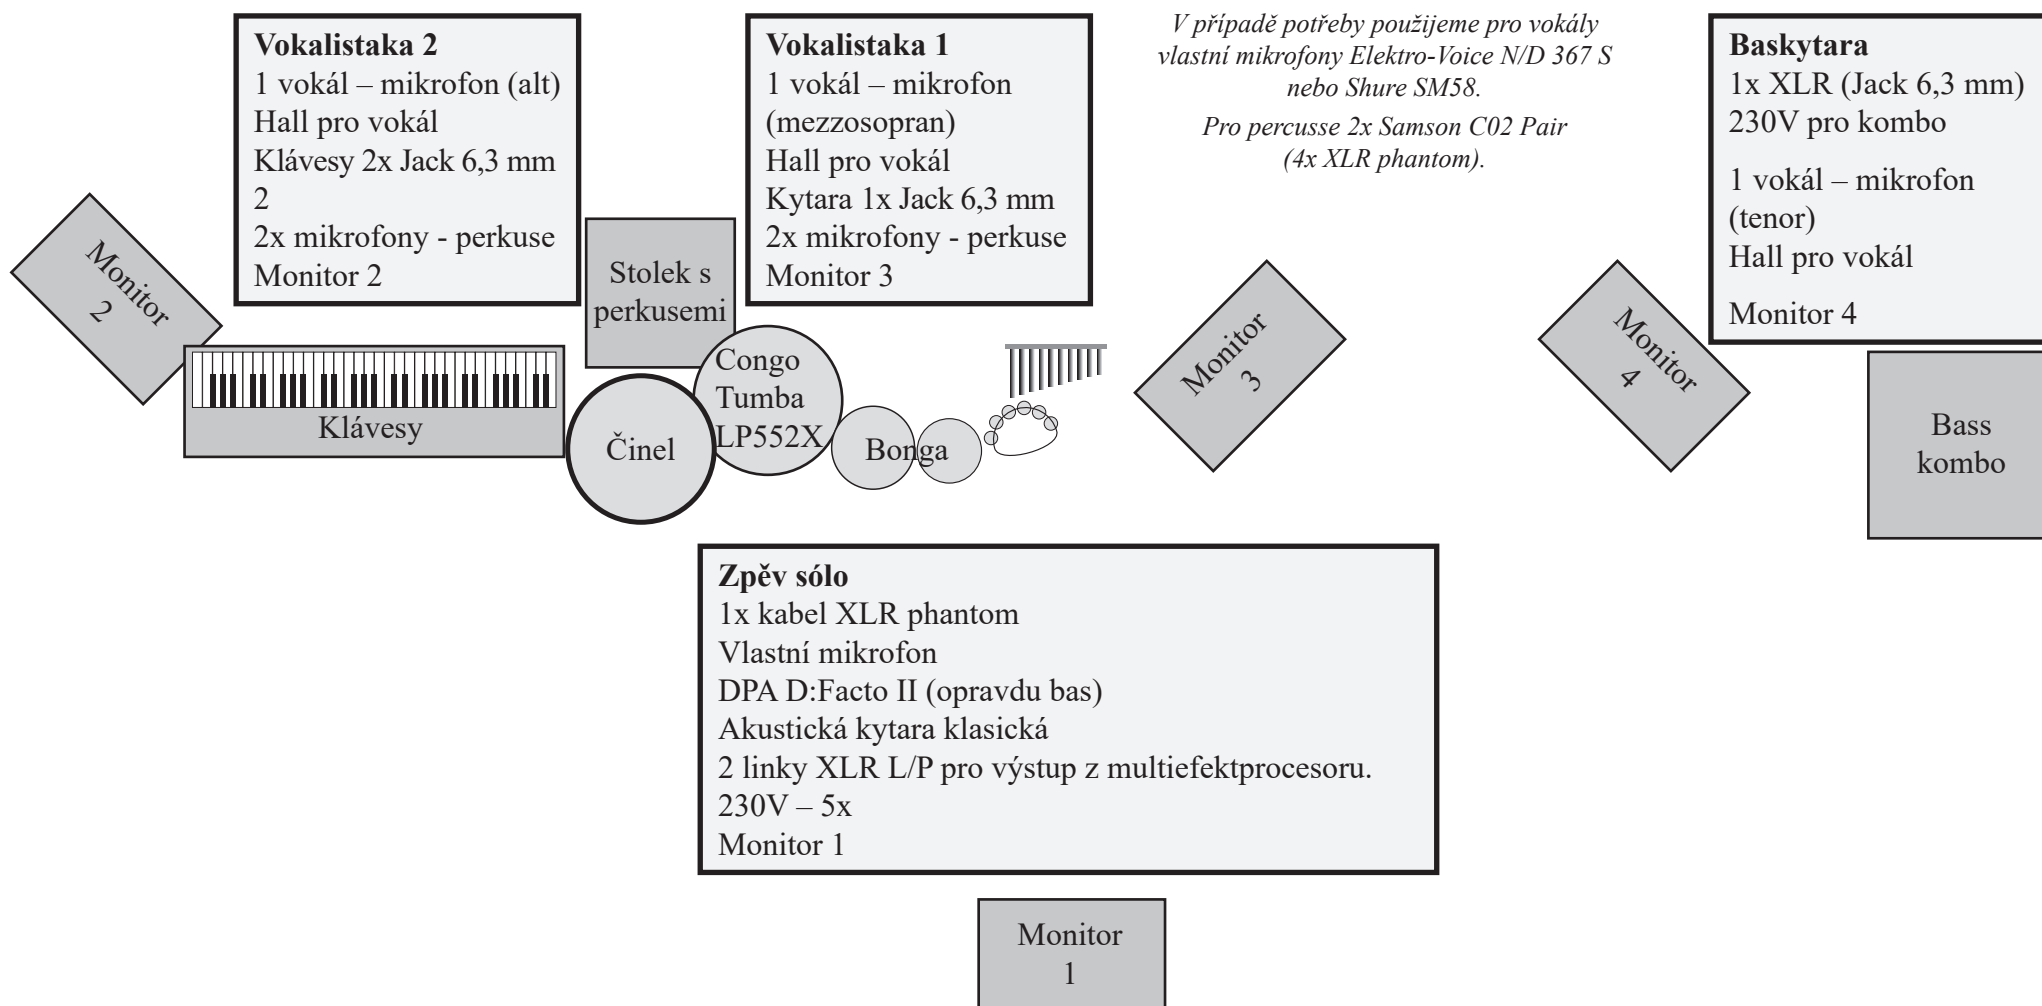 Vokalistaka 2
1 vokál – mikrofon (alt)
Hall pro vokál
Klávesy 2x Jack 6,3 mm
2
2x mikrofony - perkuse
Monitor 2
Vokalistaka 1
1 vokál – mikrofon
(mezzosopran)
Hall pro vokál
Kytara 1x Jack 6,3 mm
2x mikrofony - perkuse
Monitor 3
V případě potřeby použijeme pro vokály
vlastní mikrofony Elektro-Voice N/D 367 S
nebo Shure SM58.
Pro percusse 2x Samson C02 Pair
(4x XLR phantom).
Baskytara
1x XLR (Jack 6,3 mm)
230V pro kombo
1 vokál – mikrofon
(tenor)
Hall pro vokál
Monitor 4
Monitor
2
Stolek s
perkusemi
Klávesy
Činel
Congo
Tumba
LP552X
Bonga
Monitor
3
Monitor
4
Bass
kombo
Zpěv sólo
1x kabel XLR phantom
Vlastní mikrofon
DPA D:Facto II (opravdu bas)
Akustická kytara klasická
2 linky XLR L/P pro výstup z multiefektprocesoru.
230V – 5x
Monitor 1
Monitor
1